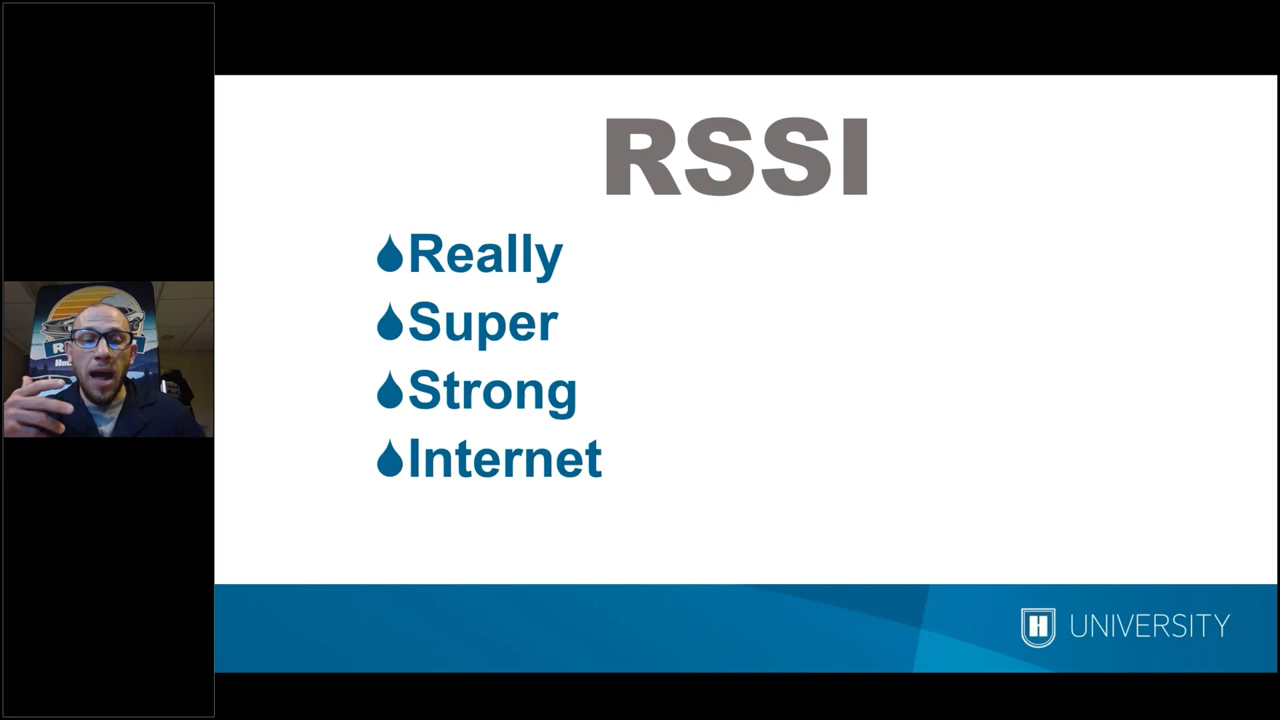 RSSI
Really
Super
Strong
Internet
H UNIVERSITY